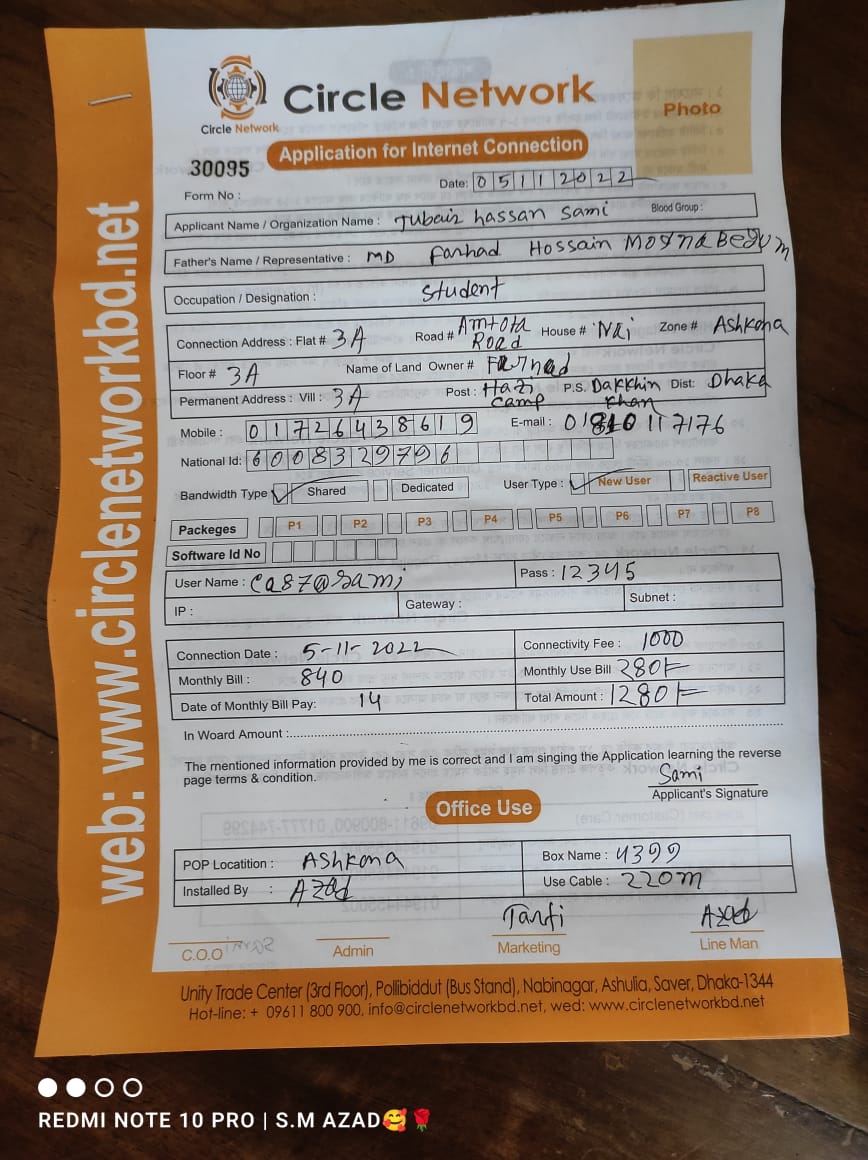 Circle Network
Circle Network
Photo
Application for Internet Connection
30095
Date: 05112022
Form No :
Applicant Name / Organization Name : Jubair hassan Sami Blood Group :
Father's Name / Representative : MD Farhad Hossain Mosna Begum
Occupation / Designation : Student
Connection Address : Flat # 3A Road # Amtota Road House # Nai Zone # Ashkona
Floor # 3A Name of Land Owner # Farhad
Permanent Address : Vill : 3A Post : Hazi Camp P.S. Dakkhin Khan Dist: Dhaka
Mobile : 01726438619 E-mail : 01810117176
National Id: 6008329796
Bandwidth Type Shared Dedicated User Type : New User Reactive User
Packeges P1 P2 P3 P4 P5 P6 P7 P8
Software Id No
User Name : ca87@sami Pass : 12345
IP : Gateway : Subnet :
Connection Date : 5-11-2022 Connectivity Fee : 1000
Monthly Bill : 840 Monthly Use Bill 280/=
Date of Monthly Bill Pay: 14 Total Amount : 1280/=
In Woard Amount :
The mentioned information provided by me is correct and I am singing the Application learning the reverse
page terms & condition.
Sami
Applicant's Signature
Office Use
POP Locatition : Ashkona Box Name : 4399
Installed By : Azad Use Cable : 220m
Tanfi Azad
C.O.O Admin Marketing Line Man
Unity Trade Center (3rd Floor), Pollibiddut (Bus Stand), Nabinagar, Ashulia, Saver, Dhaka-1344
Hot-line: + 09611 800 900, info@circlenetworkbd.net, wed: www.circlenetworkbd.net
web: www.circlenetworkbd.net
REDMI NOTE 10 PRO | S.M AZAD🥰🌹